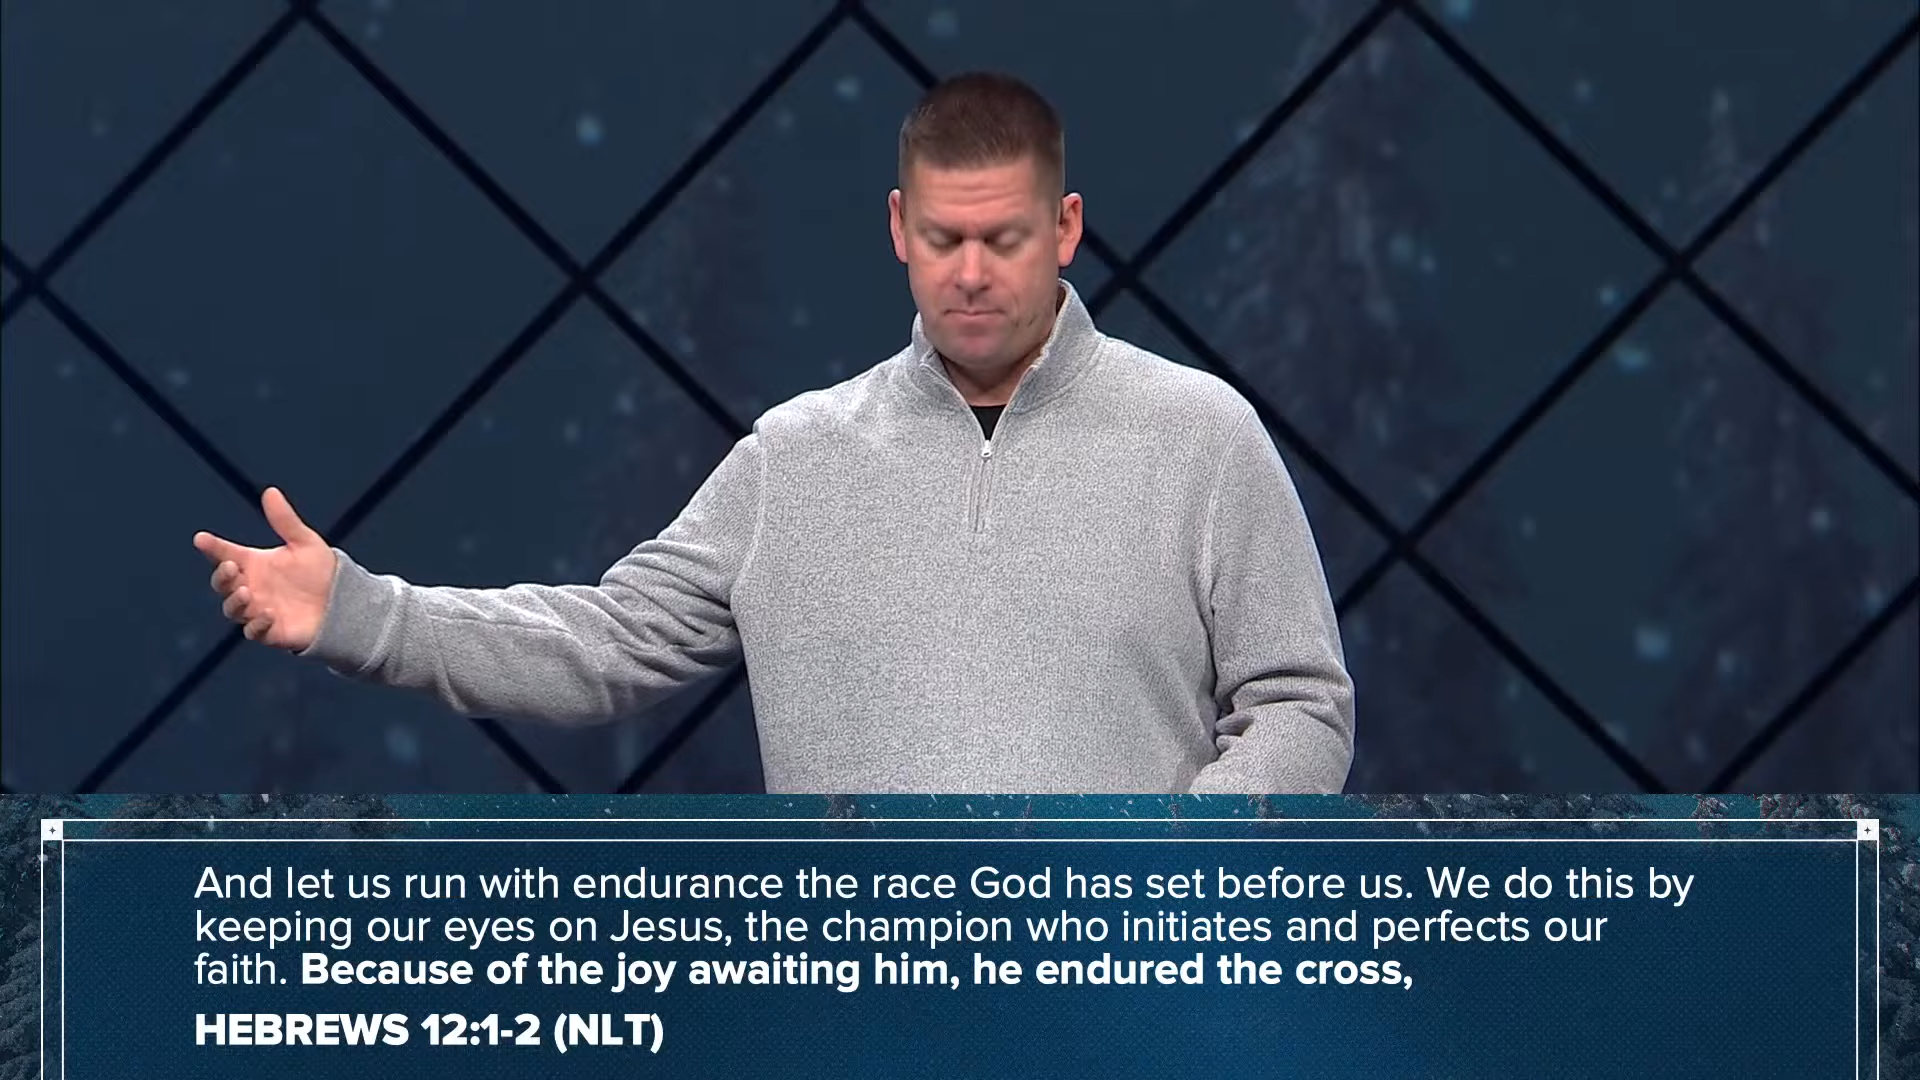 And let us run with endurance the race God has set before us. We do this by
keeping our eyes on Jesus, the champion who initiates and perfects our
faith. Because of the joy awaiting him, he endured the cross,
HEBREWS 12:1-2 (NLT)